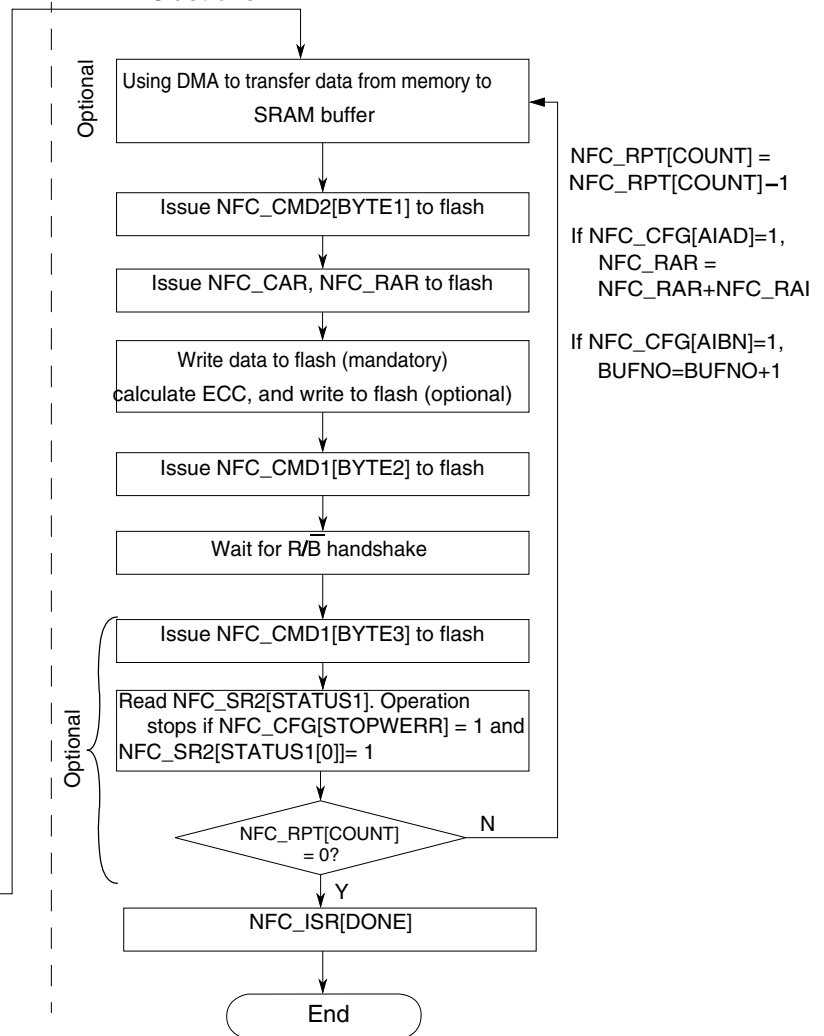 Optional
Using DMA to transfer data from memory to
SRAM buffer
NFC_RPT[COUNT] =
NFC_RPT[COUNT]–1
If NFC_CFG[AIAD]=1,
NFC_RAR =
NFC_RAR+NFC_RAI
If NFC_CFG[AIBN]=1,
BUFNO=BUFNO+1
Issue NFC_CMD2[BYTE1] to flash
Issue NFC_CAR, NFC_RAR to flash
Write data to flash (mandatory)
calculate ECC, and write to flash (optional)
Issue NFC_CMD1[BYTE2] to flash
Wait for R/B̅ handshake
Optional
Issue NFC_CMD1[BYTE3] to flash
Read NFC_SR2[STATUS1]. Operation
stops if NFC_CFG[STOPWERR] = 1 and
NFC_SR2[STATUS1[0]]= 1
NFC_RPT[COUNT]
= 0?
N
Y
NFC_ISR[DONE]
End